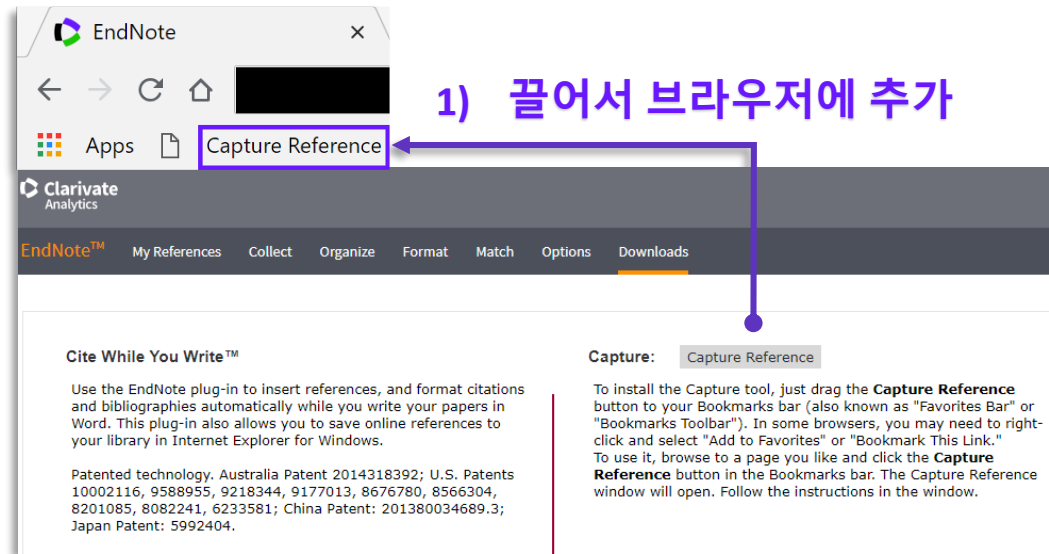 EndNote
1) 끌어서 브라우저에 추가
Apps
Capture Reference
Clarivate
Analytics
EndNote™ My References Collect Organize Format Match Options Downloads
Cite While You Write™
Use the EndNote plug-in to insert references, and format citations
and bibliographies automatically while you write your papers in
Word. This plug-in also allows you to save online references to
your library in Internet Explorer for Windows.
Patented technology. Australia Patent 2014318392; U.S. Patents
10002116, 9588955, 9218344, 9177013, 8676780, 8566304,
8201085, 8082241, 6233581; China Patent: 201380034689.3;
Japan Patent: 5992404.
Capture: Capture Reference
To install the Capture tool, just drag the Capture Reference
button to your Bookmarks bar (also known as "Favorites Bar" or
"Bookmarks Toolbar"). In some browsers, you may need to right-
click and select "Add to Favorites" or "Bookmark This Link."
To use it, browse to a page you like and click the Capture
Reference button in the Bookmarks bar. The Capture Reference
window will open. Follow the instructions in the window.